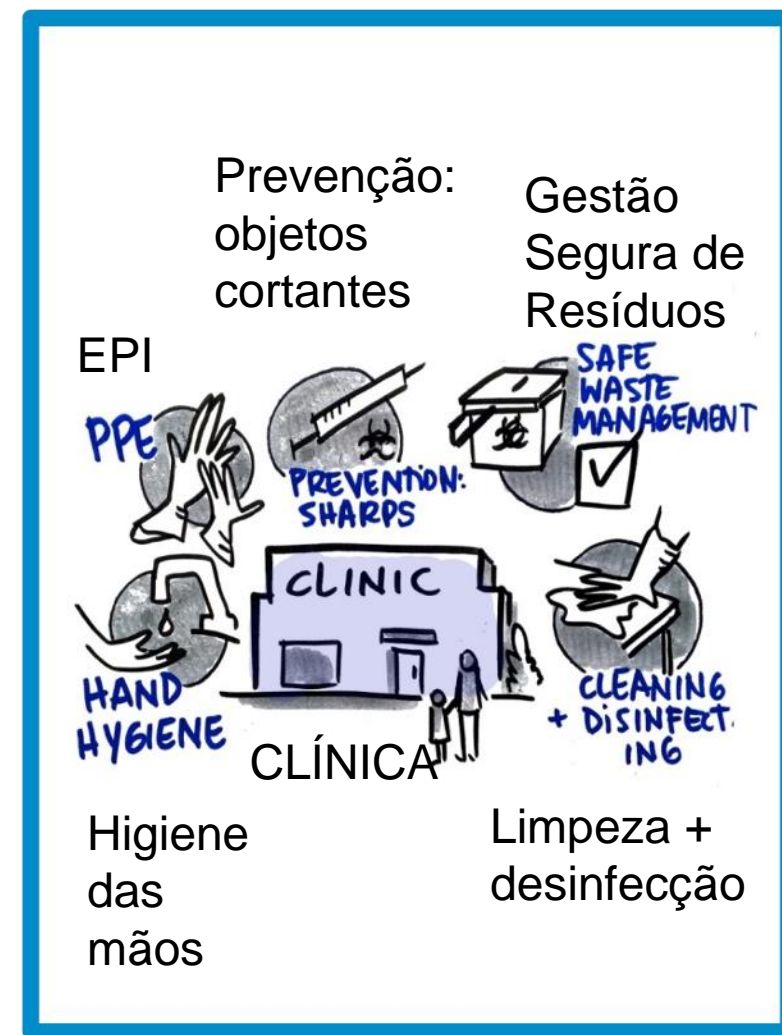 Prevenção:
objetos
cortantes
Gestão
Segura de
Resíduos
EPI
PPE
PREVENTION:
SHARPS
SAFE
WASTE
MANAGEMENT
CLINIC
HAND
HYGIENE
CLEANING
+ DISINFECT.
ING
CLÍNICA
Higiene
das
mãos
Limpeza +
desinfecção